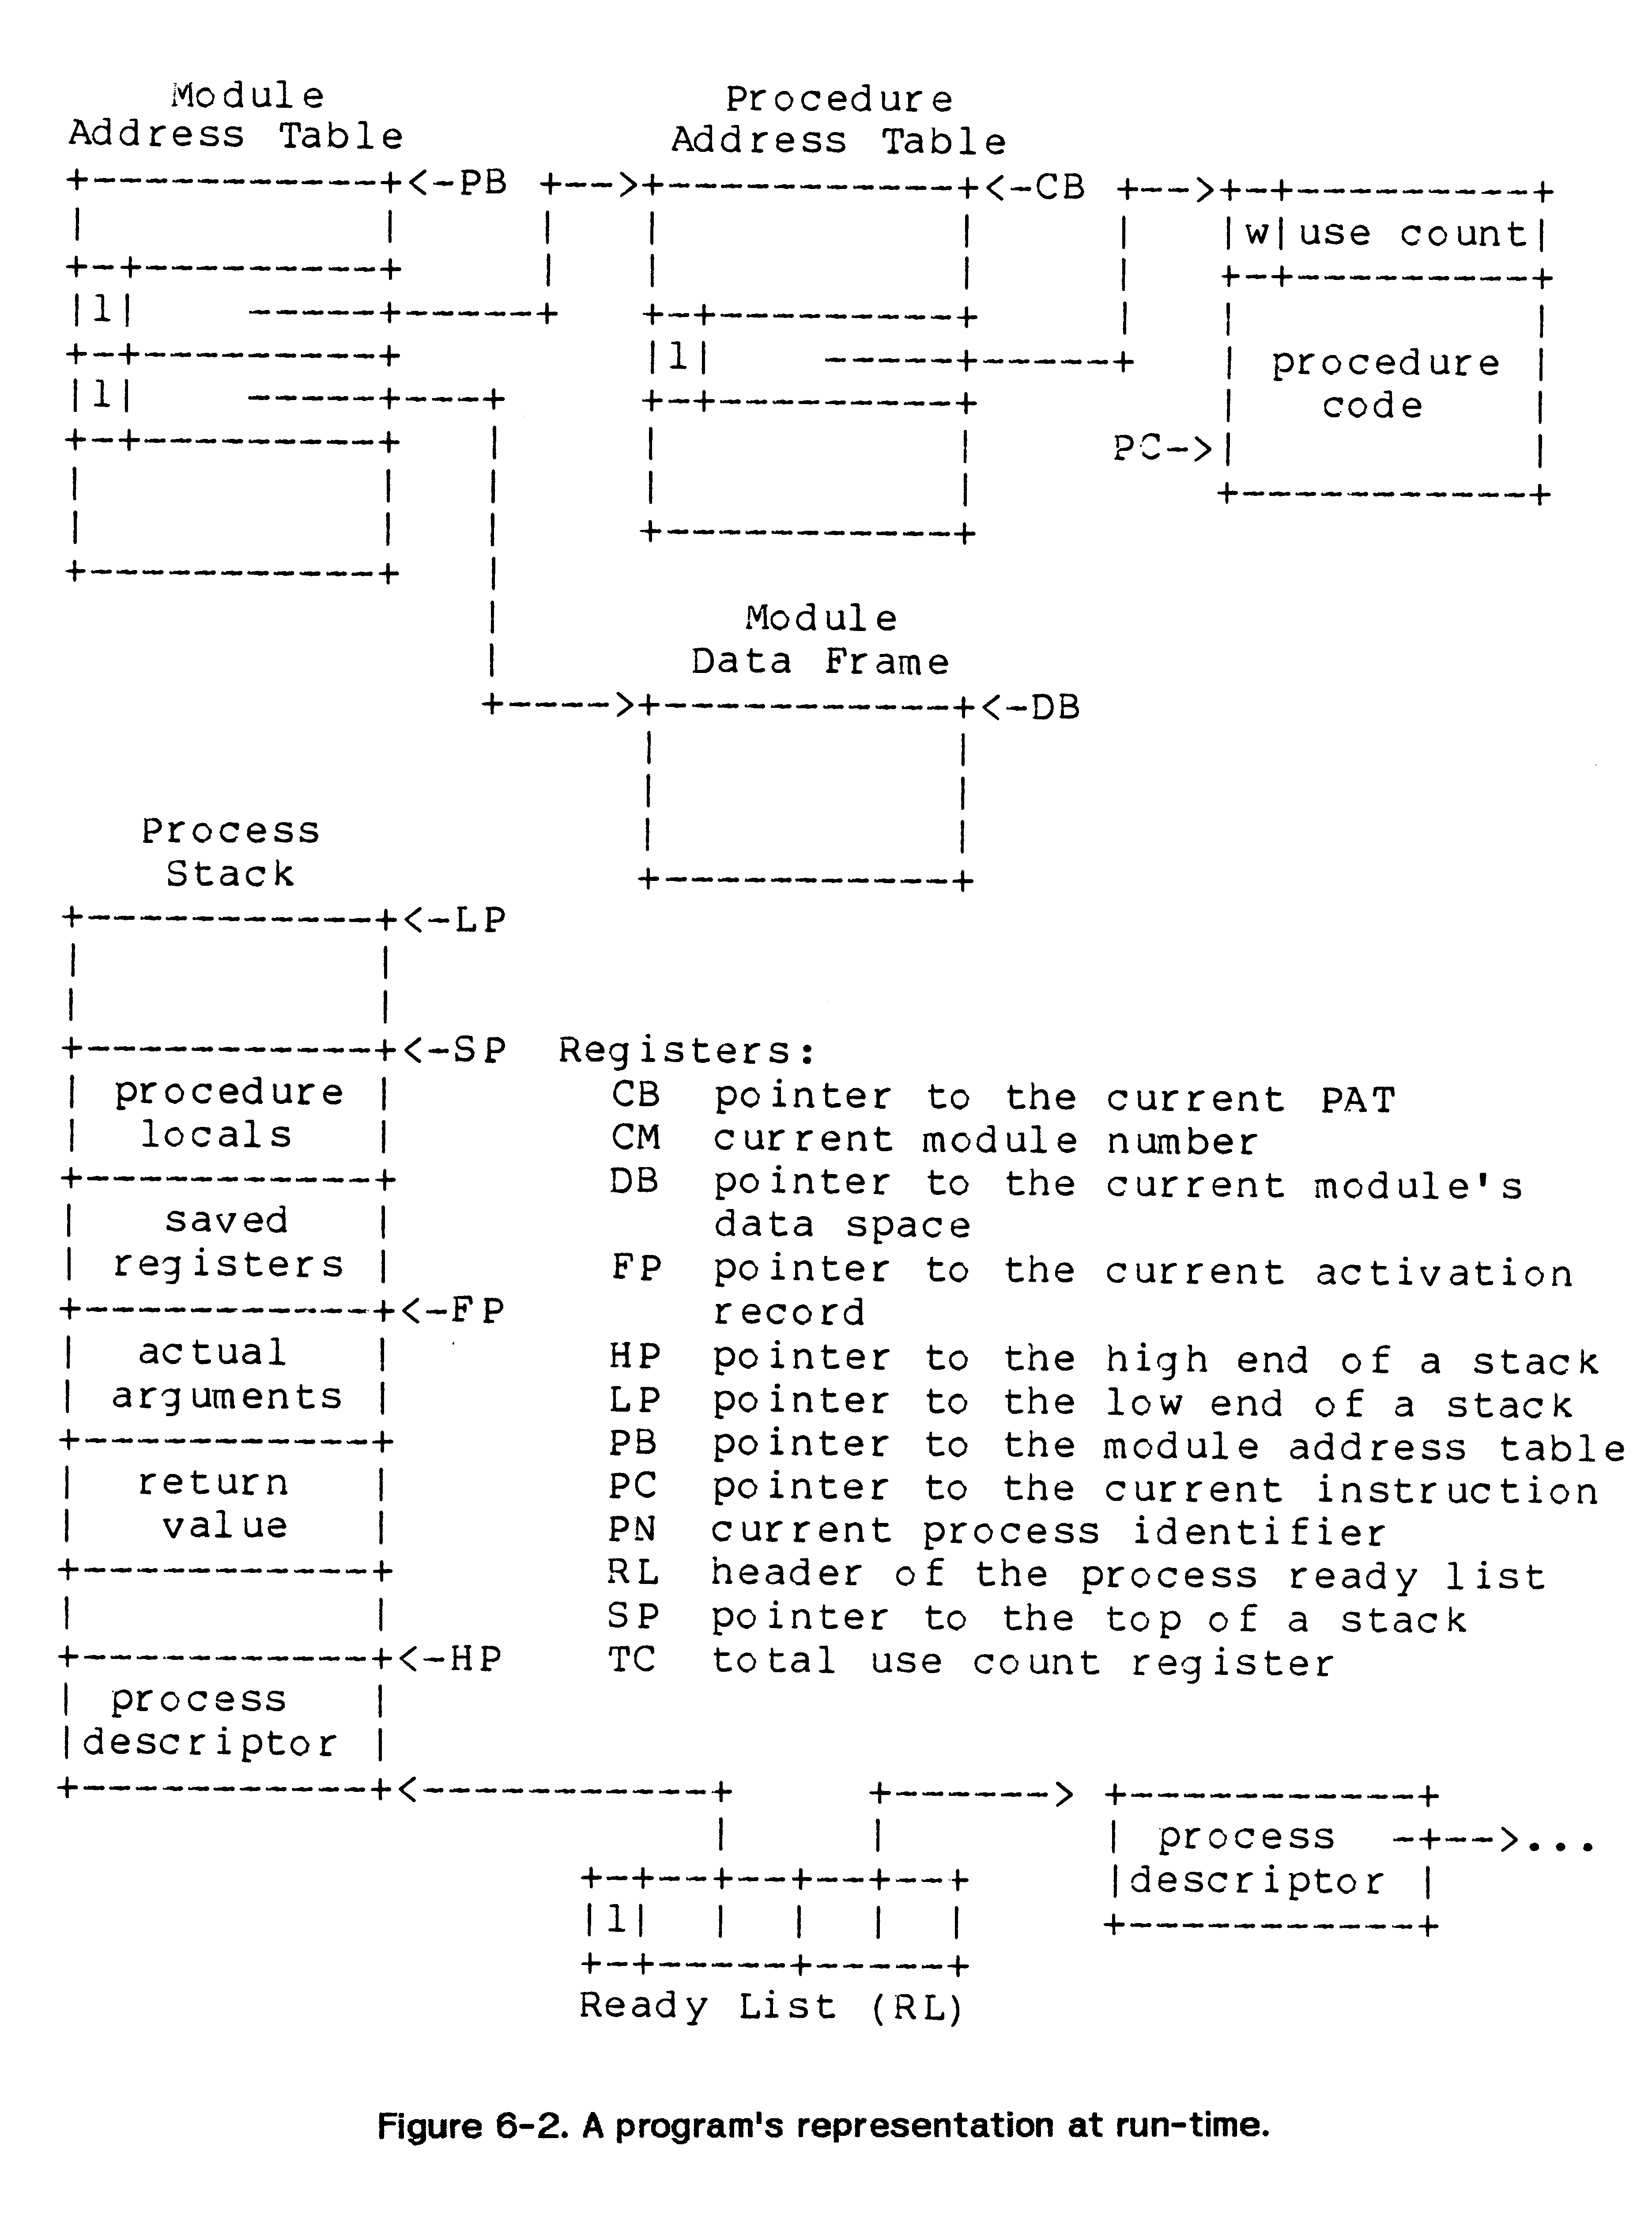 Module
Address Table
Procedure
Address Table
<-PB
<-CB
|w|use count|
|1|
|1|
|1|
procedure
code
PC->
Module
Data Frame
<-DB
Process
Stack
<-LP
<-SP
procedure
locals
saved
registers
<-FP
actual
arguments
return
value
<-HP
process
descriptor
Registers:
CB pointer to the current PAT
CM current module number
DB pointer to the current module's
data space
FP pointer to the current activation
record
HP pointer to the high end of a stack
LP pointer to the low end of a stack
PB pointer to the module address table
PC pointer to the current instruction
PN current process identifier
RL header of the process ready list
SP pointer to the top of a stack
TC total use count register
process -+-->...
descriptor
|1|
Ready List (RL)
Figure 6-2. A program's representation at run-time.